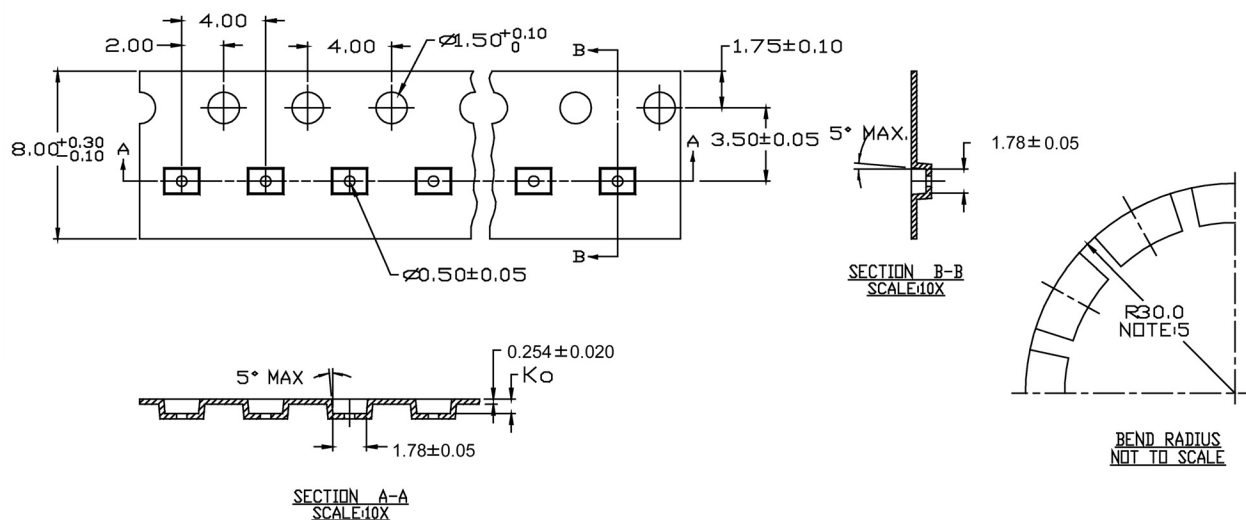 4.00
2.00
4.00
⌀1.50 +0.10 0
B
1.75±0.10
8.00 +0.30 -0.10
A
A
3.50±0.05
5° MAX.
1.78±0.05
B
⌀0.50±0.05
SECTION B-B
SCALE:10X
R30.0
NOTE:5
0.254±0.020
5° MAX
Ko
1.78±0.05
SECTION A-A
SCALE:10X
BEND RADIUS
NOT TO SCALE